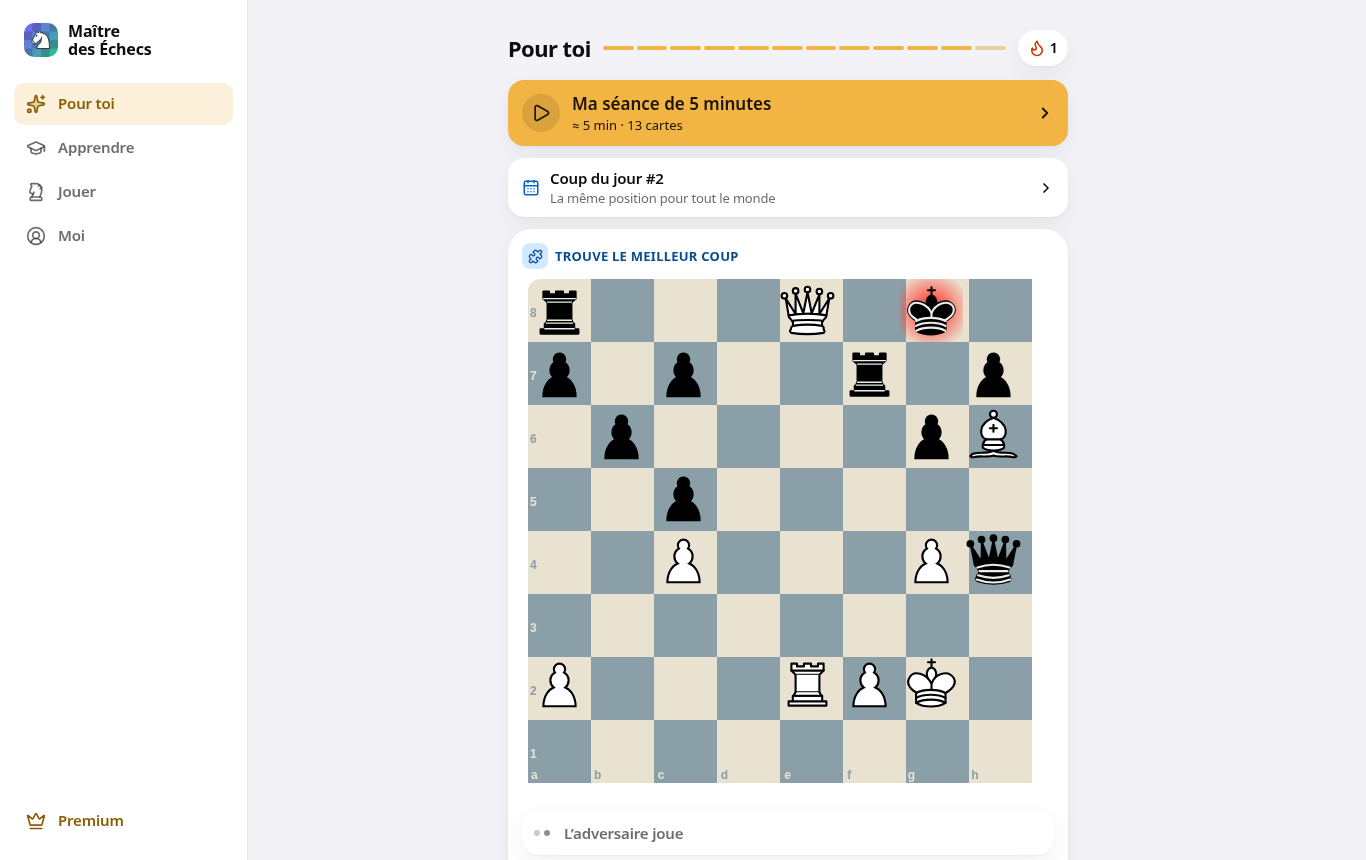 Maître
des Échecs
Pour toi
Apprendre
Jouer
Moi
Premium
Pour toi
1
Ma séance de 5 minutes
≈ 5 min · 13 cartes
Coup du jour #2
La même position pour tout le monde
TROUVE LE MEILLEUR COUP
8
7
6
5
4
3
2
1
a b c d e f g h
L’adversaire joue